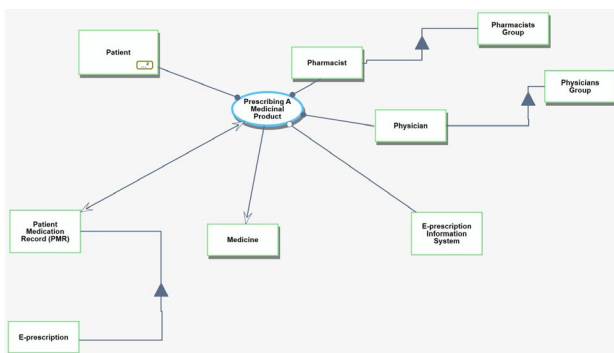 Patient
Pharmacist
Pharmacists
Group
Physicians
Group
Prescribing A
Medicinal
Product
Physician
Patient
Medication
Record (PMR)
Medicine
E-prescription
Information
System
E-prescription